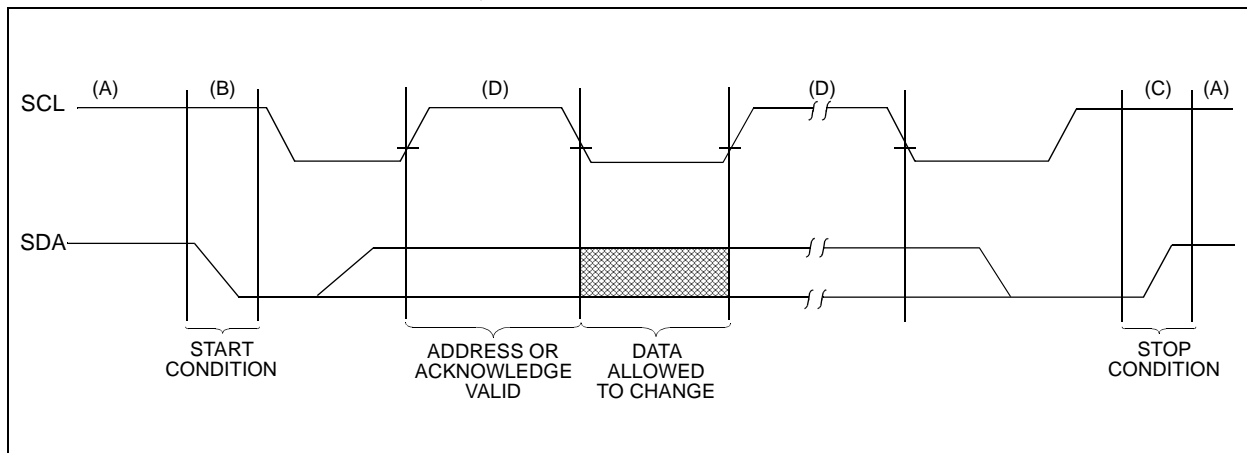 (A) (B) (D) (D) (C) (A)
SCL
SDA
START
CONDITION
ADDRESS OR
ACKNOWLEDGE
VALID
DATA
ALLOWED
TO CHANGE
STOP
CONDITION